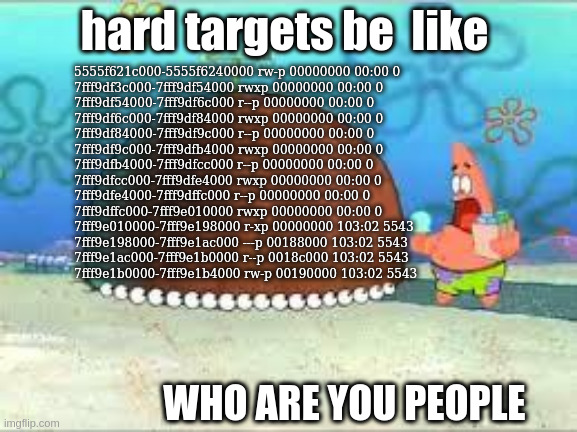 hard targets be like
5555f621c000-5555f6240000 rw-p 00000000 00:00 0
7fff9df3c000-7fff9df54000 rwxp 00000000 00:00 0
7fff9df54000-7fff9df6c000 r--p 00000000 00:00 0
7fff9df6c000-7fff9df84000 rwxp 00000000 00:00 0
7fff9df84000-7fff9df9c000 r--p 00000000 00:00 0
7fff9df9c000-7fff9dfb4000 rwxp 00000000 00:00 0
7fff9dfb4000-7fff9dfcc000 r--p 00000000 00:00 0
7fff9dfcc000-7fff9dfe4000 rwxp 00000000 00:00 0
7fff9dfe4000-7fff9dffc000 r--p 00000000 00:00 0
7fff9dffc000-7fff9e010000 rwxp 00000000 00:00 0
7fff9e010000-7fff9e198000 r-xp 00000000 103:02 5543
7fff9e198000-7fff9e1ac000 ---p 00188000 103:02 5543
7fff9e1ac000-7fff9e1b0000 r--p 0018c000 103:02 5543
7fff9e1b0000-7fff9e1b4000 rw-p 00190000 103:02 5543
WHO ARE YOU PEOPLE
imgflip.com